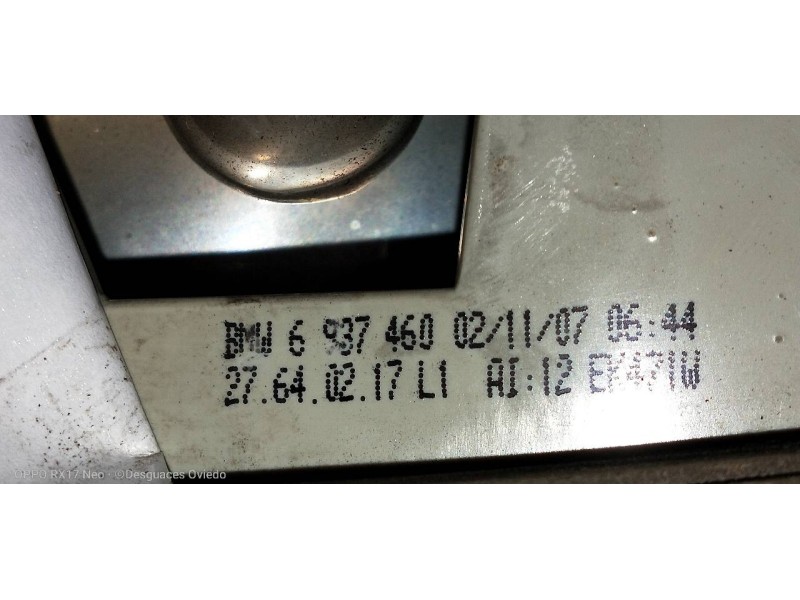 BMW 6 937 460 02/11/07 06:44
27.64.02.17 L1 AI:12
OPPO RX17 Neo · ©Desguaces Oviedo